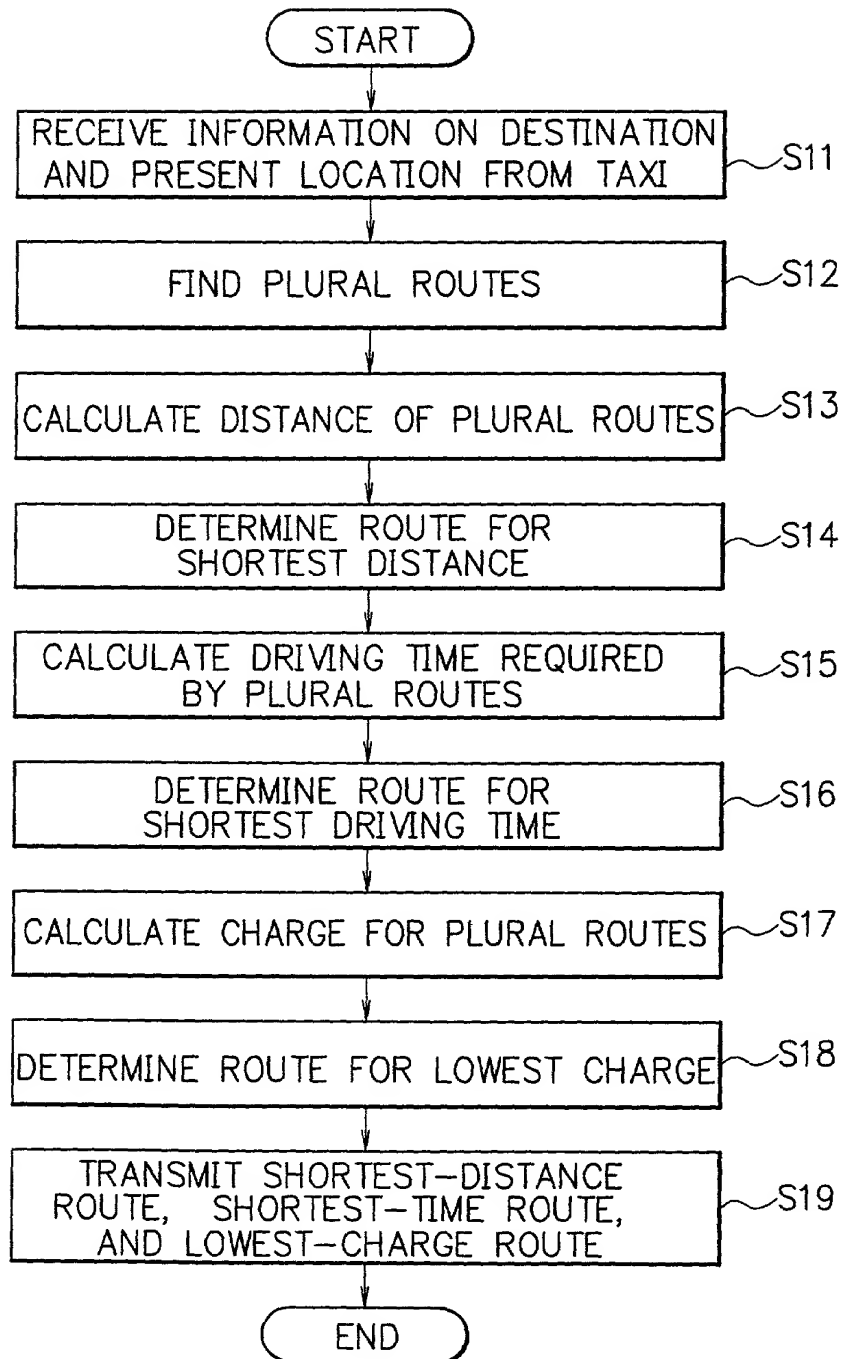 START
RECEIVE INFORMATION ON DESTINATION
AND PRESENT LOCATION FROM TAXI
S11
FIND PLURAL ROUTES
S12
CALCULATE DISTANCE OF PLURAL ROUTES
S13
DETERMINE ROUTE FOR
SHORTEST DISTANCE
S14
CALCULATE DRIVING TIME REQUIRED
BY PLURAL ROUTES
S15
DETERMINE ROUTE FOR
SHORTEST DRIVING TIME
S16
CALCULATE CHARGE FOR PLURAL ROUTES
S17
DETERMINE ROUTE FOR LOWEST CHARGE
S18
TRANSMIT SHORTEST-DISTANCE
ROUTE, SHORTEST-TIME ROUTE,
AND LOWEST-CHARGE ROUTE
S19
END